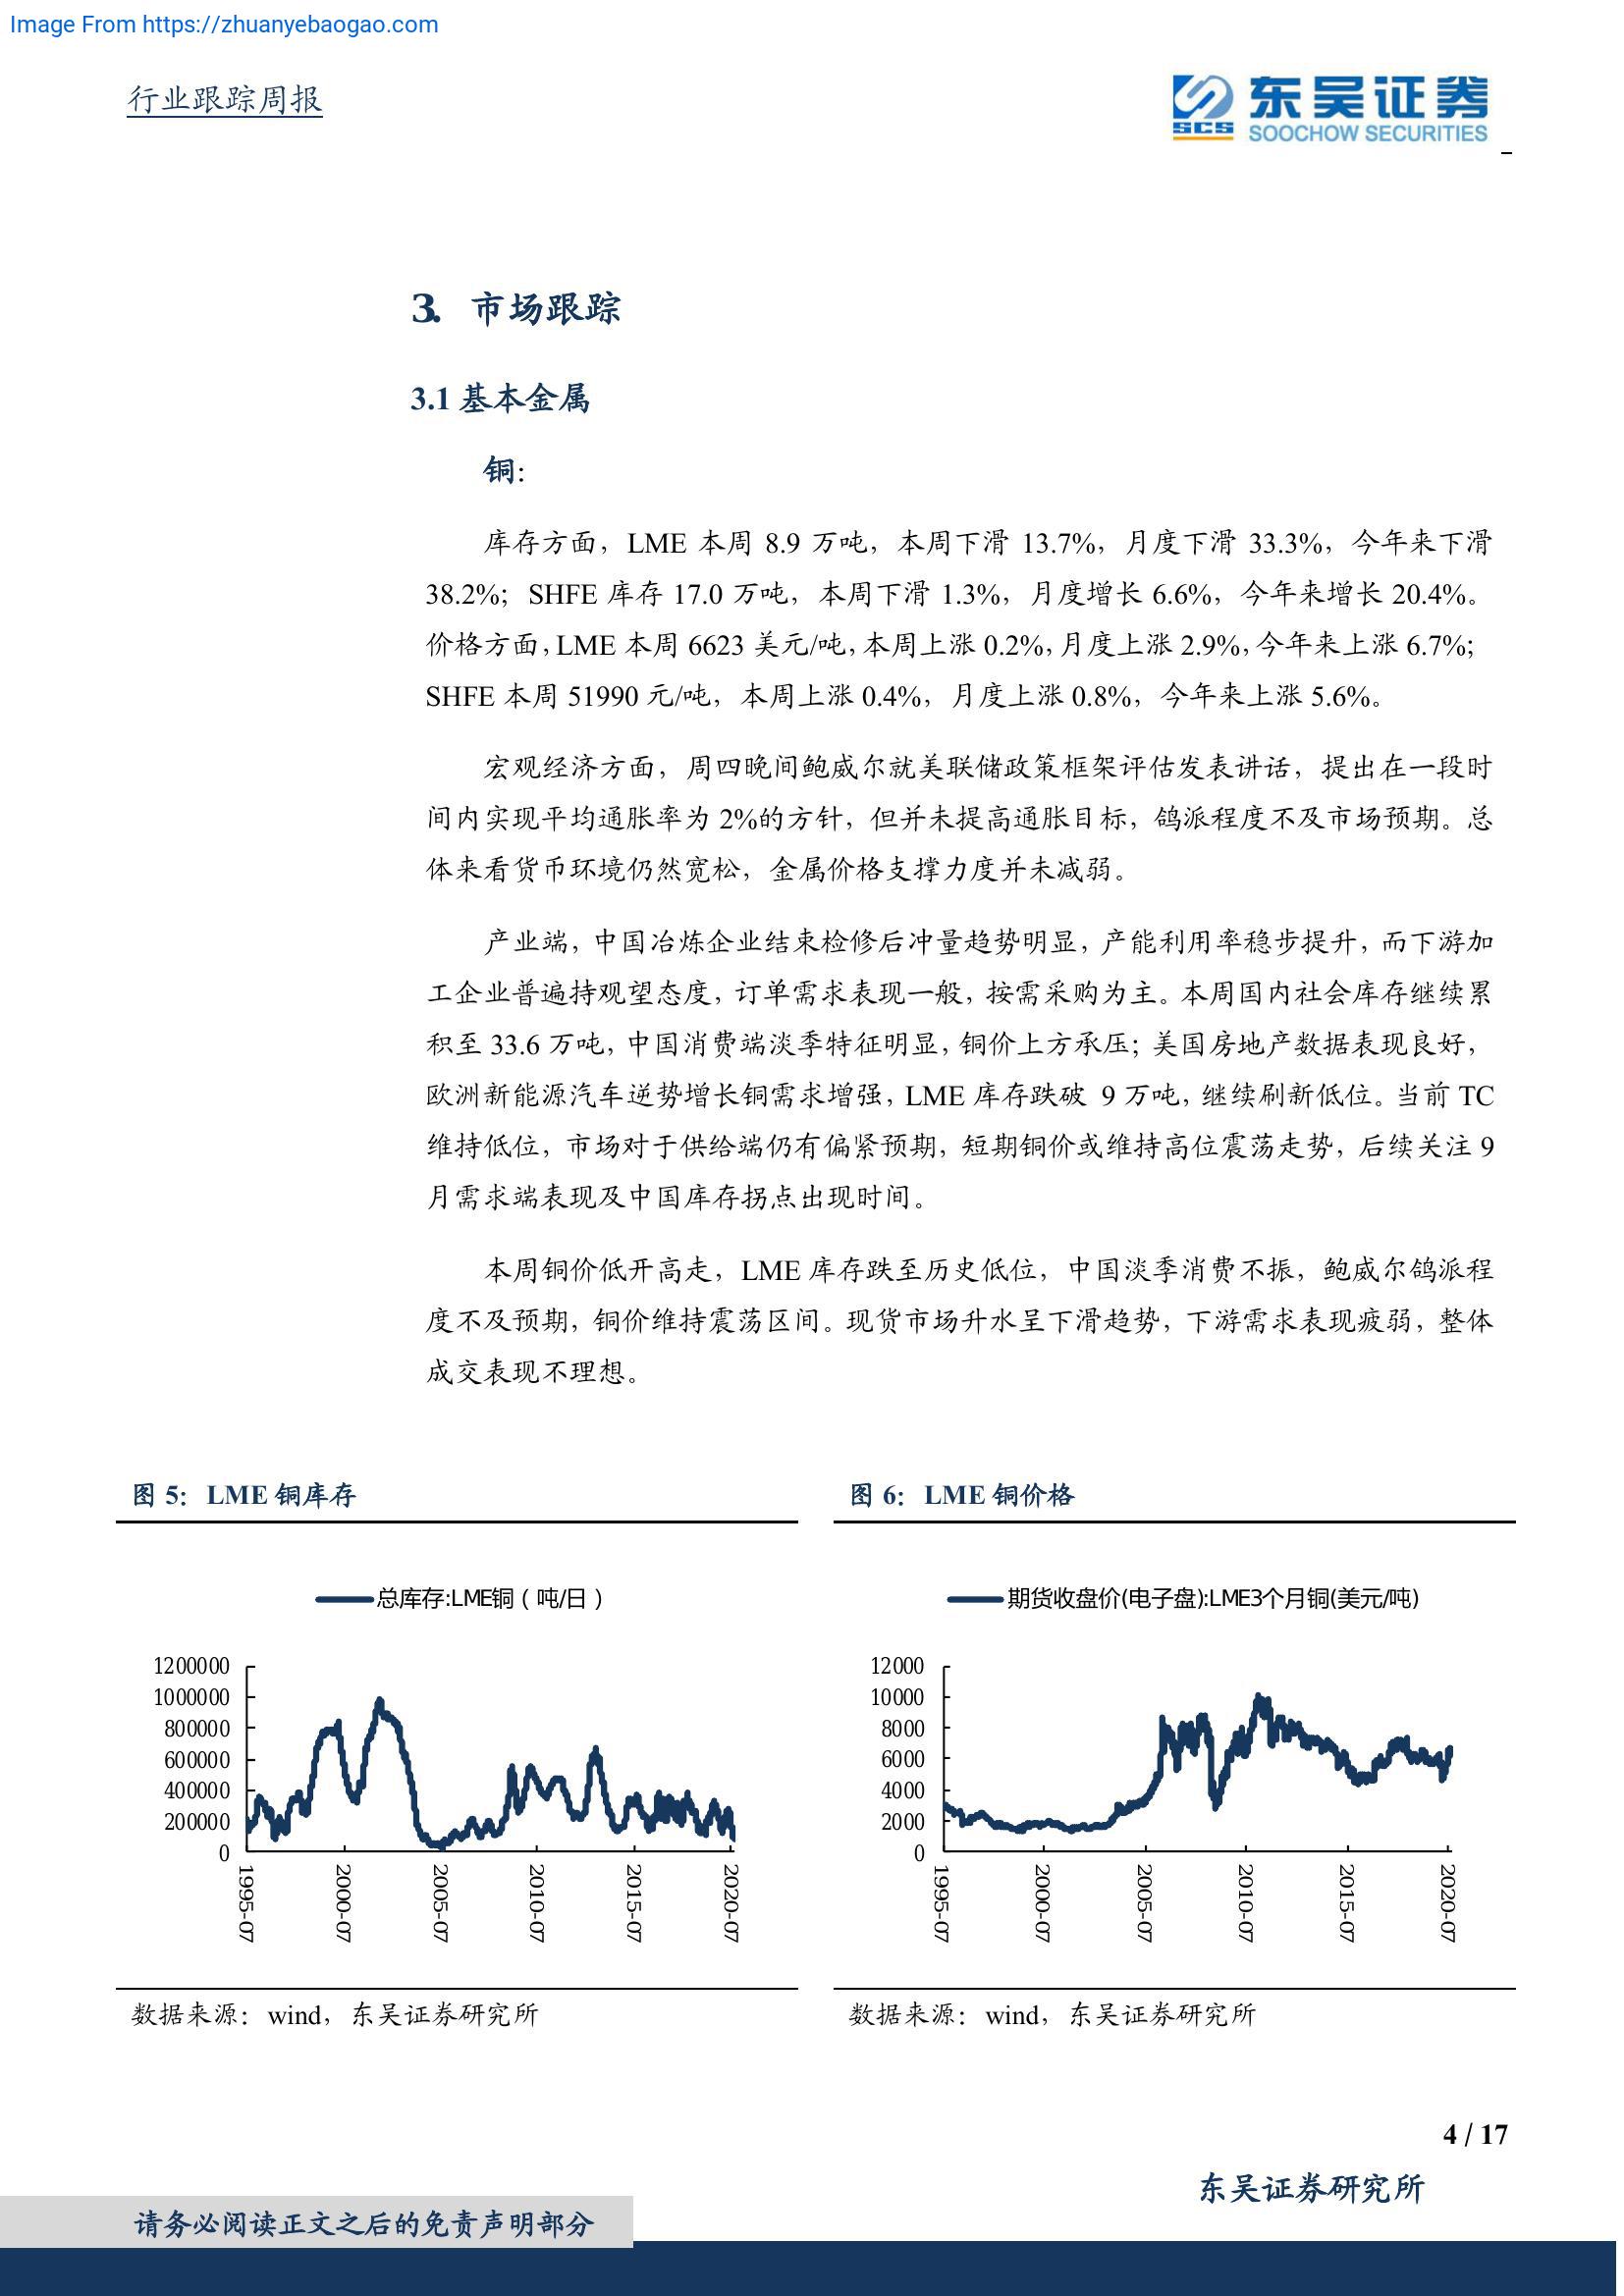 Image From https://zhuanyebaogao.com
行业跟踪周报
SCS 东吴证券
SOOCHOW SECURITIES
3. 市场跟踪
3.1 基本金属
铜：
库存方面，LME 本周 8.9 万吨，本周下滑 13.7%，月度下滑 33.3%，今年来下滑
38.2%；SHFE 库存 17.0 万吨，本周下滑 1.3%，月度增长 6.6%，今年来增长 20.4%。
价格方面，LME 本周 6623 美元/吨，本周上涨 0.2%，月度上涨 2.9%，今年来上涨 6.7%；
SHFE 本周 51990 元/吨，本周上涨 0.4%，月度上涨 0.8%，今年来上涨 5.6%。
宏观经济方面，周四晚间鲍威尔就美联储政策框架评估发表讲话，提出在一段时
间内实现平均通胀率为 2%的方针，但并未提高通胀目标，鸽派程度不及市场预期。总
体来看货币环境仍然宽松，金属价格支撑力度并未减弱。
产业端，中国冶炼企业结束检修后冲量趋势明显，产能利用率稳步提升，而下游加
工企业普遍持观望态度，订单需求表现一般，按需采购为主。本周国内社会库存继续累
积至 33.6 万吨，中国消费端淡季特征明显，铜价上方承压；美国房地产数据表现良好，
欧洲新能源汽车逆势增长铜需求增强，LME 库存跌破 9 万吨，继续刷新低位。当前 TC
维持低位，市场对于供给端仍有偏紧预期，短期铜价或维持高位震荡走势，后续关注 9
月需求端表现及中国库存拐点出现时间。
本周铜价低开高走，LME 库存跌至历史低位，中国淡季消费不振，鲍威尔鸽派程
度不及预期，铜价维持震荡区间。现货市场升水呈下滑趋势，下游需求表现疲弱，整体
成交表现不理想。
图 5：LME 铜库存
总库存:LME铜（吨/日）
1200000
1000000
800000
600000
400000
200000
0
1995-07
2000-07
2005-07
2010-07
2015-07
2020-07
数据来源：wind，东吴证券研究所
图 6：LME 铜价格
期货收盘价(电子盘):LME3个月铜(美元/吨)
12000
10000
8000
6000
4000
2000
0
1995-07
2000-07
2005-07
2010-07
2015-07
2020-07
数据来源：wind，东吴证券研究所
4 / 17
东吴证券研究所
请务必阅读正文之后的免责声明部分